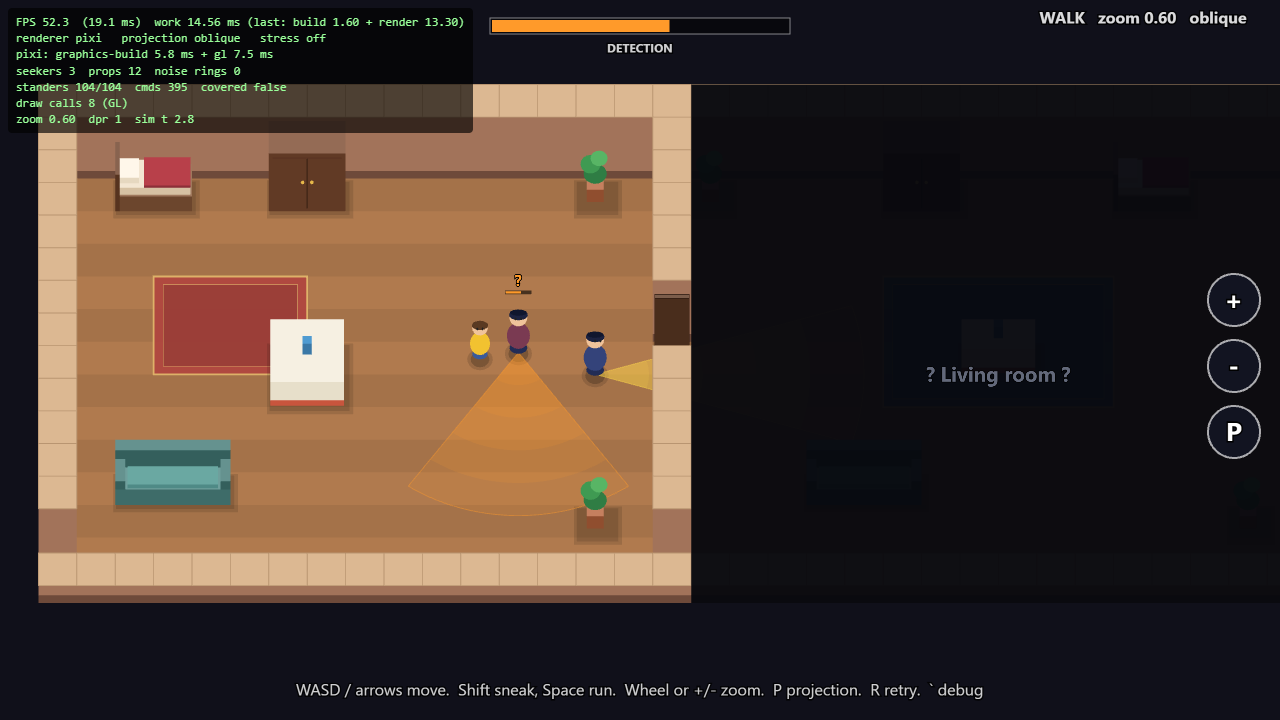 FPS 52.3  (19.1 ms)  work 14.56 ms (last: build 1.60 + render 13.30)
renderer pixi   projection oblique   stress off
pixi: graphics-build 5.8 ms + gl 7.5 ms
seekers 3  props 12  noise rings 0
standers 104/104  cmds 395  covered false
draw calls 8 (GL)
zoom 0.60  dpr 1  sim t 2.8
DETECTION
WALK   zoom 0.60   oblique
?
+
? Living room ?
-
P
WASD / arrows move.  Shift sneak, Space run.  Wheel or +/- zoom.  P projection.  R retry.  ` debug